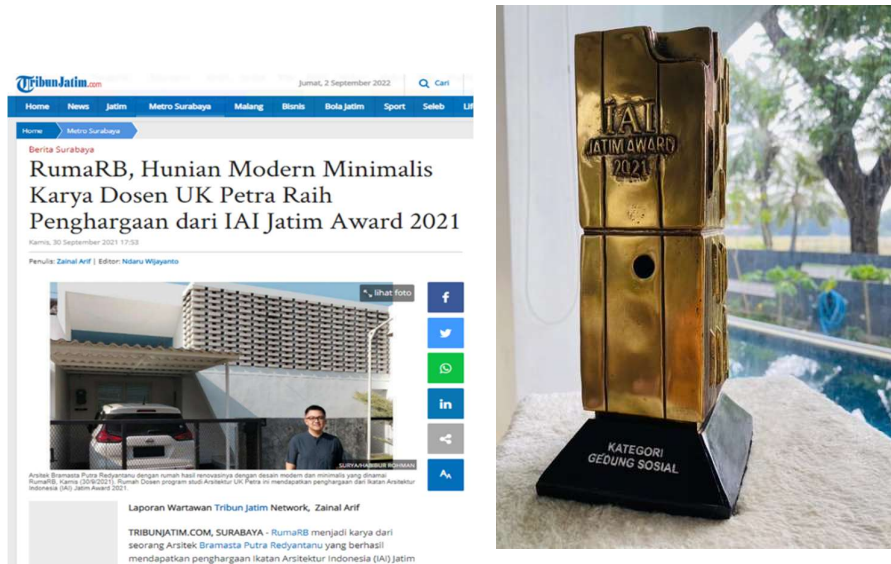 TribunJatim.com
Jumat, 2 September 2022
Cari
Home News Jatim Metro Surabaya Malang Bisnis Bola Jatim Sport Seleb
Home Metro Surabaya
Berita Surabaya
RumaRB, Hunian Modern Minimalis
Karya Dosen UK Petra Raih
Penghargaan dari IAI Jatim Award 2021
Kamis, 30 September 2021 17:53
Penulis: Zainal Arif | Editor: Ndaru Wijayanto
lihat foto
SURYA/HABIBUR ROHMAN
Arsitek Bramasta Putra Redyantanu dengan rumah hasil renovasinya dengan desain modern dan minimalis yang dinamai
RumaRB, Kamis (30/9/2021). Rumah Dosen program studi Arsitektur UK Petra ini mendapatkan penghargaan dari Ikatan Arsitektur
Indonesia (IAI) Jatim Award 2021.
Laporan Wartawan Tribun Jatim Network, Zainal Arif
TRIBUNJATIM.COM, SURABAYA - RumaRB menjadi karya dari
seorang Arsitek Bramasta Putra Redyantanu yang berhasil
mendapatkan penghargaan Ikatan Arsitektur Indonesia (IAI) Jatim
f
in
AA
IAI
JATIM AWARD
2021
KATEGORI
GEDUNG SOSIAL